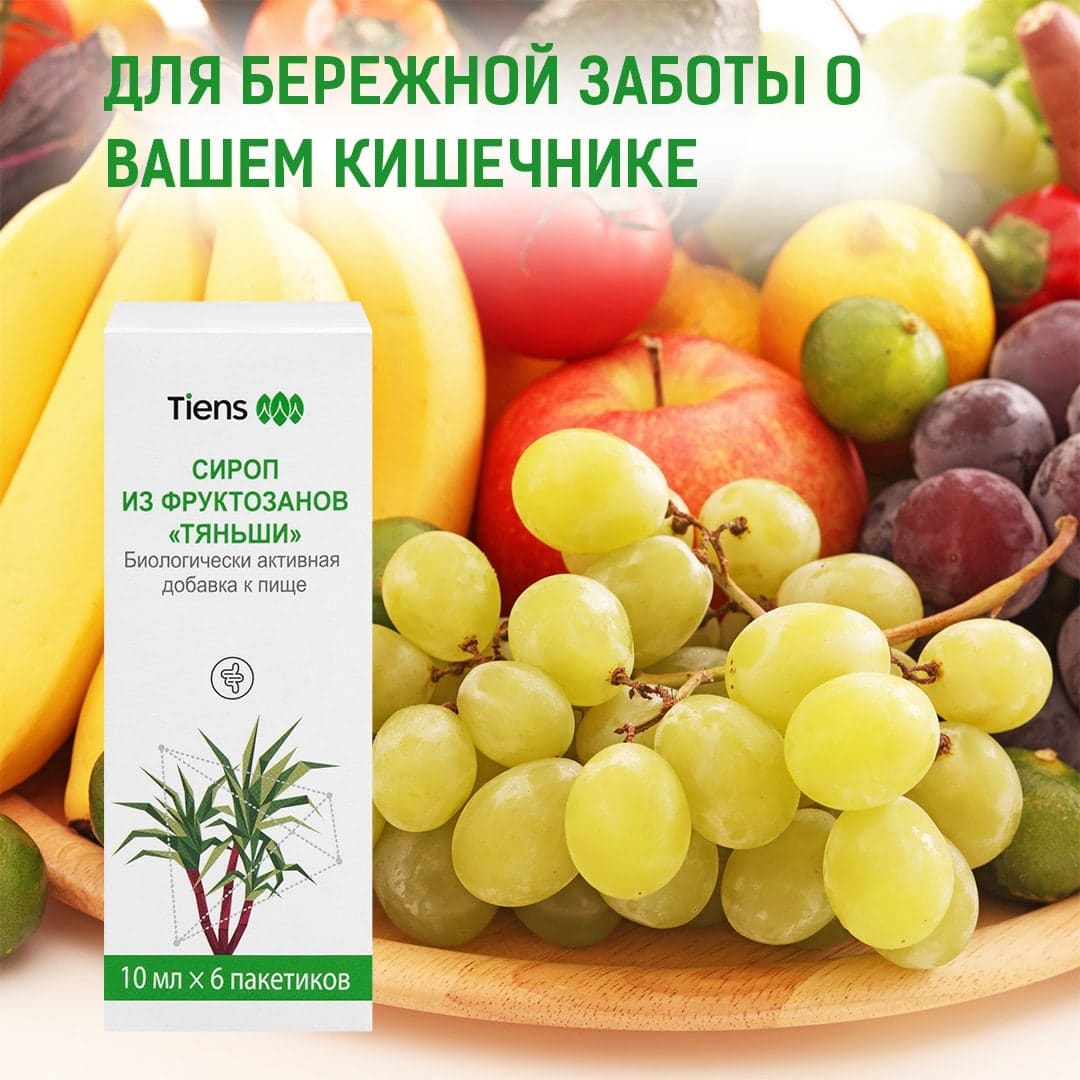 ДЛЯ БЕРЕЖНОЙ ЗАБОТЫ О
ВАШЕМ КИШЕЧНИКЕ
Tiens
СИРОП
ИЗ ФРУКТОЗАНОВ
«ТЯНЬШИ»
Биологически активная
добавка к пище
10 мл × 6 пакетиков